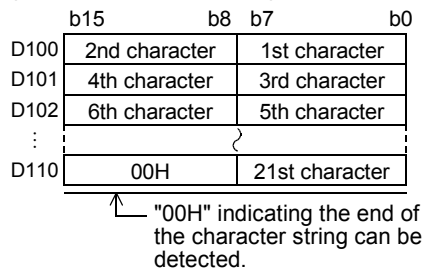 b15 b8 b7 b0
D100 2nd character 1st character
D101 4th character 3rd character
D102 6th character 5th character
⋮
D110 00H 21st character
"00H" indicating the end of
the character string can be
detected.